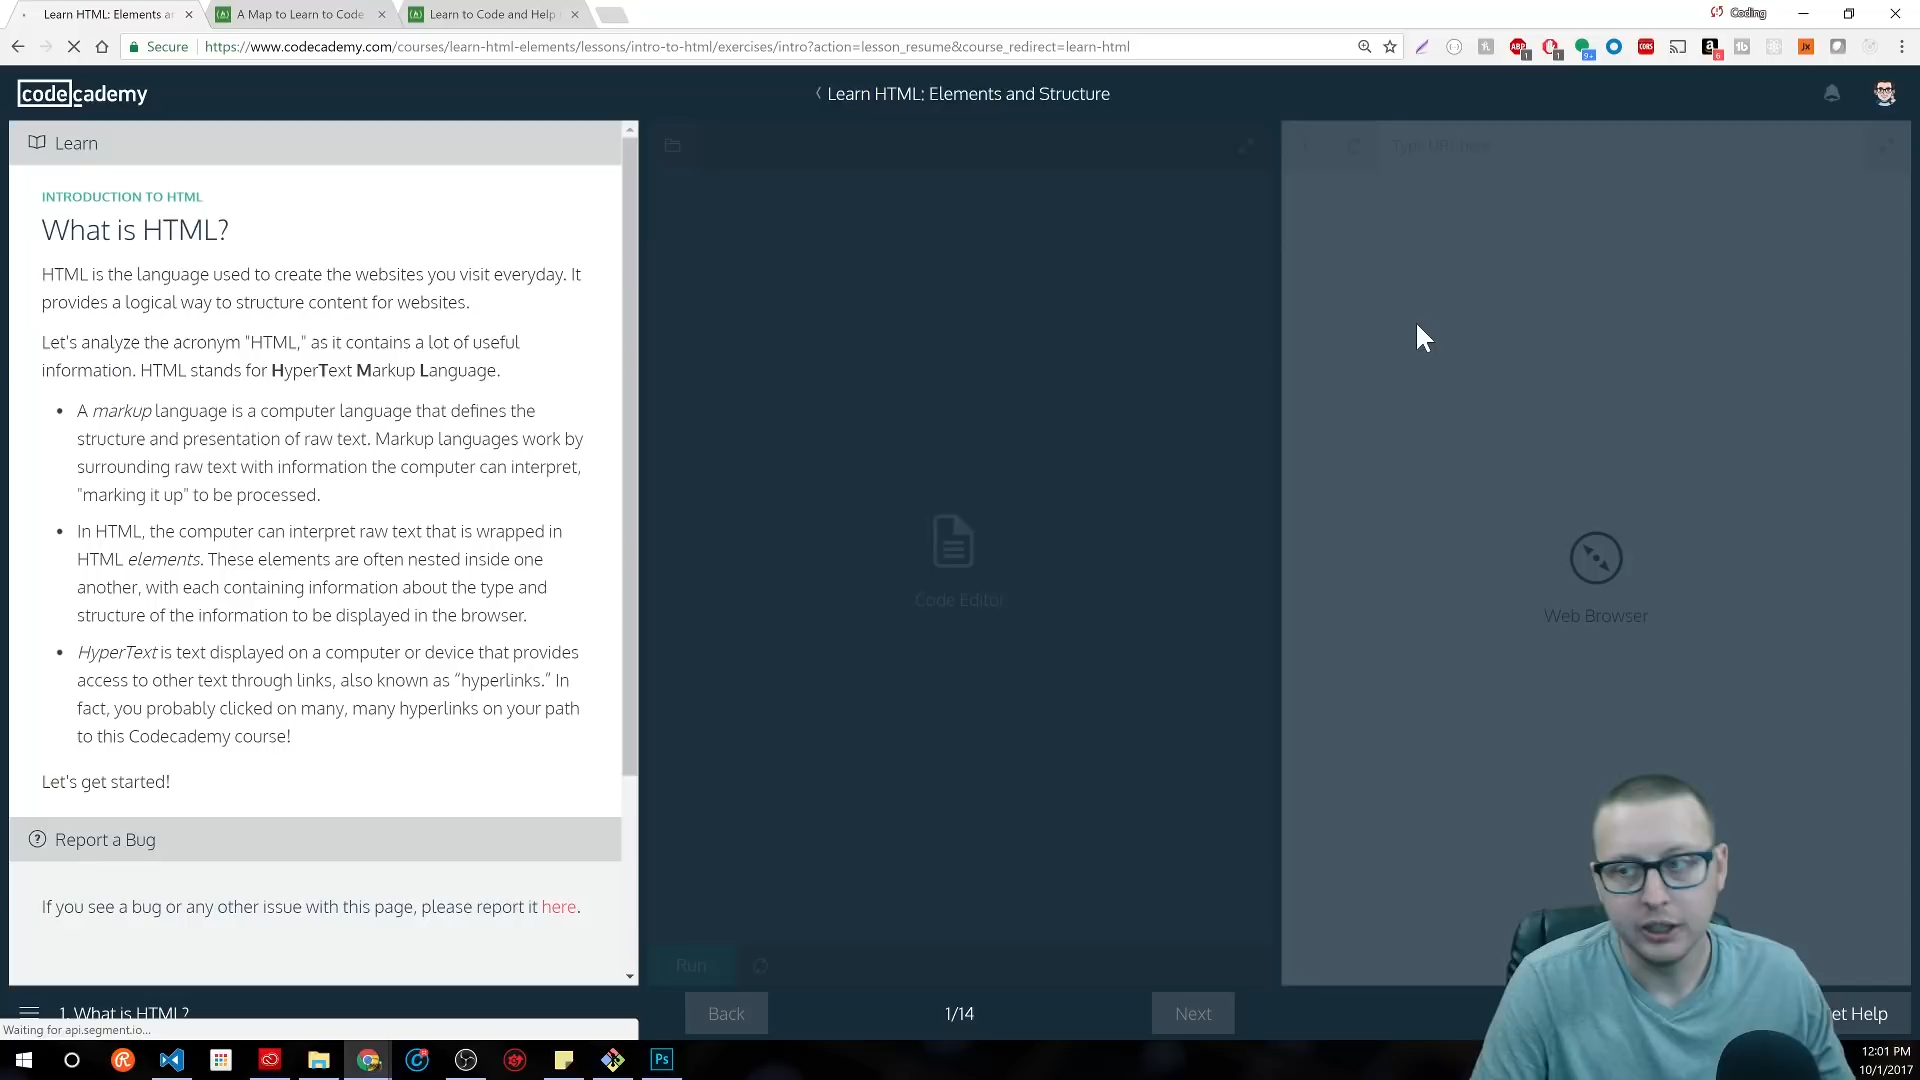 Learn HTML: Elements ar
A Map to Learn to Code
Learn to Code and Help
Coding
Secure
https://www.codecademy.com/courses/learn-html-elements/lessons/intro-to-html/exercises/intro?action=lesson_resume&course_redirect=learn-html
codecademy
Learn HTML: Elements and Structure
Learn
Type URL here
INTRODUCTION TO HTML
What is HTML?
HTML is the language used to create the websites you visit everyday. It
provides a logical way to structure content for websites.
Let's analyze the acronym "HTML," as it contains a lot of useful
information. HTML stands for HyperText Markup Language.
• A markup language is a computer language that defines the
structure and presentation of raw text. Markup languages work by
surrounding raw text with information the computer can interpret,
"marking it up" to be processed.
• In HTML, the computer can interpret raw text that is wrapped in
HTML elements. These elements are often nested inside one
another, with each containing information about the type and
structure of the information to be displayed in the browser.
• HyperText is text displayed on a computer or device that provides
access to other text through links, also known as “hyperlinks.” In
fact, you probably clicked on many, many hyperlinks on your path
to this Codecademy course!
Let's get started!
Code Editor
Web Browser
Report a Bug
If you see a bug or any other issue with this page, please report it here.
Run
1. What is HTML?
Back
1/14
Next
et Help
Waiting for api.segment.io...
Ps
12:01 PM
10/1/2017